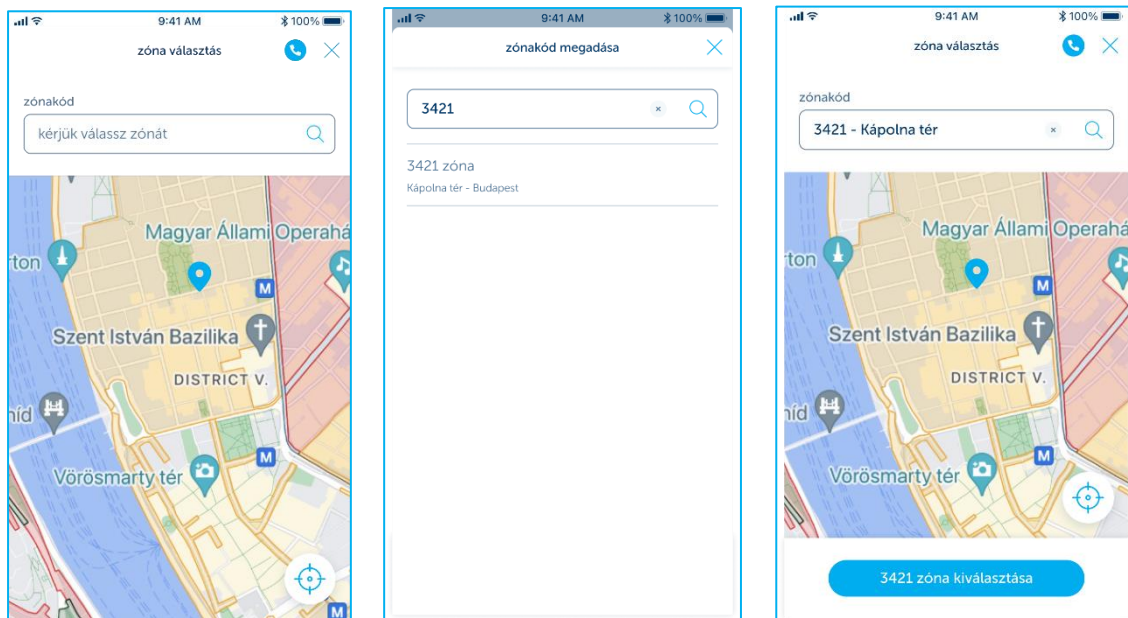 9:41 AM
100%
zóna választás
zónakód
kérjük válassz zónát
Magyar Állami Operahá
ton
M
Szent István Bazilika
DISTRICT V.
híd
M
Vörösmarty tér
M
9:41 AM
100%
zónakód megadása
3421
3421 zóna
Kápolna tér - Budapest
9:41 AM
100%
zóna választás
zónakód
3421 - Kápolna tér
Magyar Állami Operahá
ton
M
Szent István Bazilika
DISTRICT V.
híd
M
Vörösmarty tér
3421 zóna kiválasztása